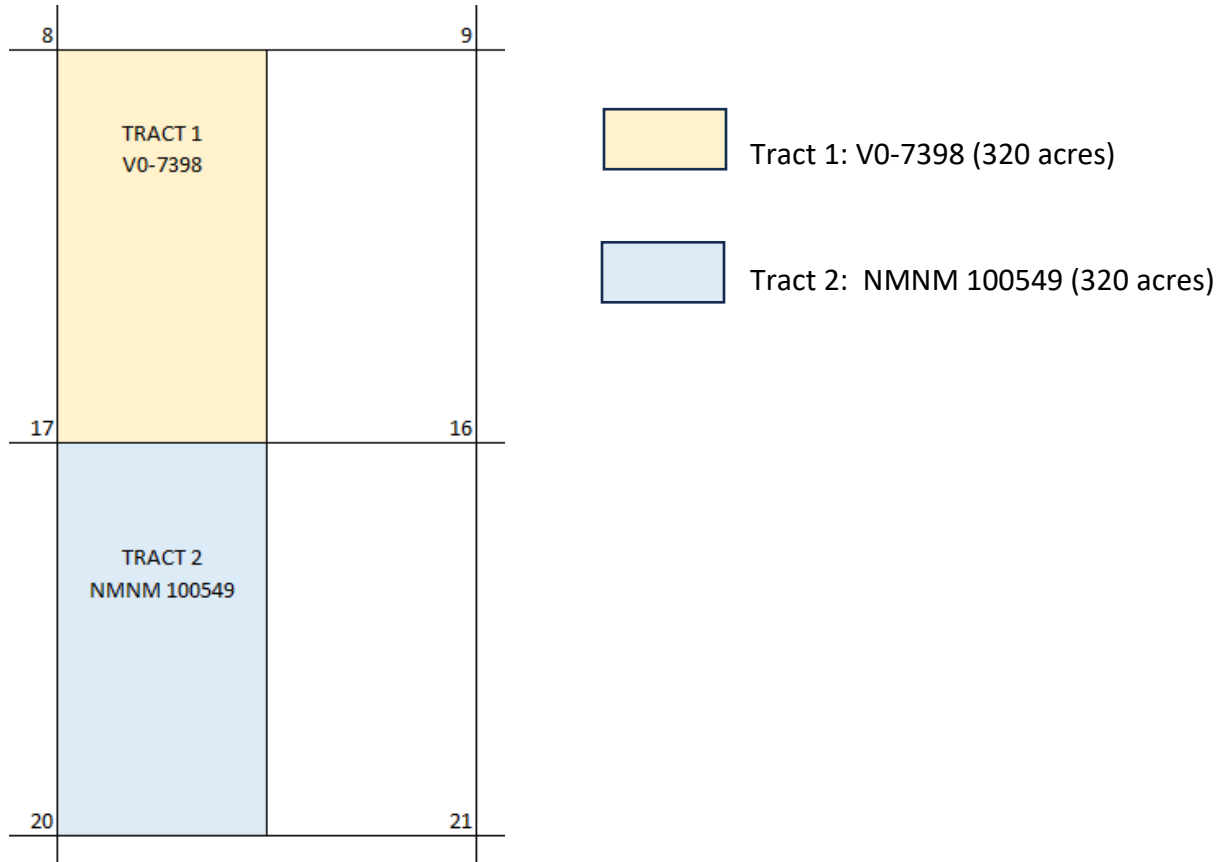 8
9
TRACT 1
V0-7398
Tract 1: V0-7398 (320 acres)
Tract 2: NMNM 100549 (320 acres)
17
16
TRACT 2
NMNM 100549
20
21